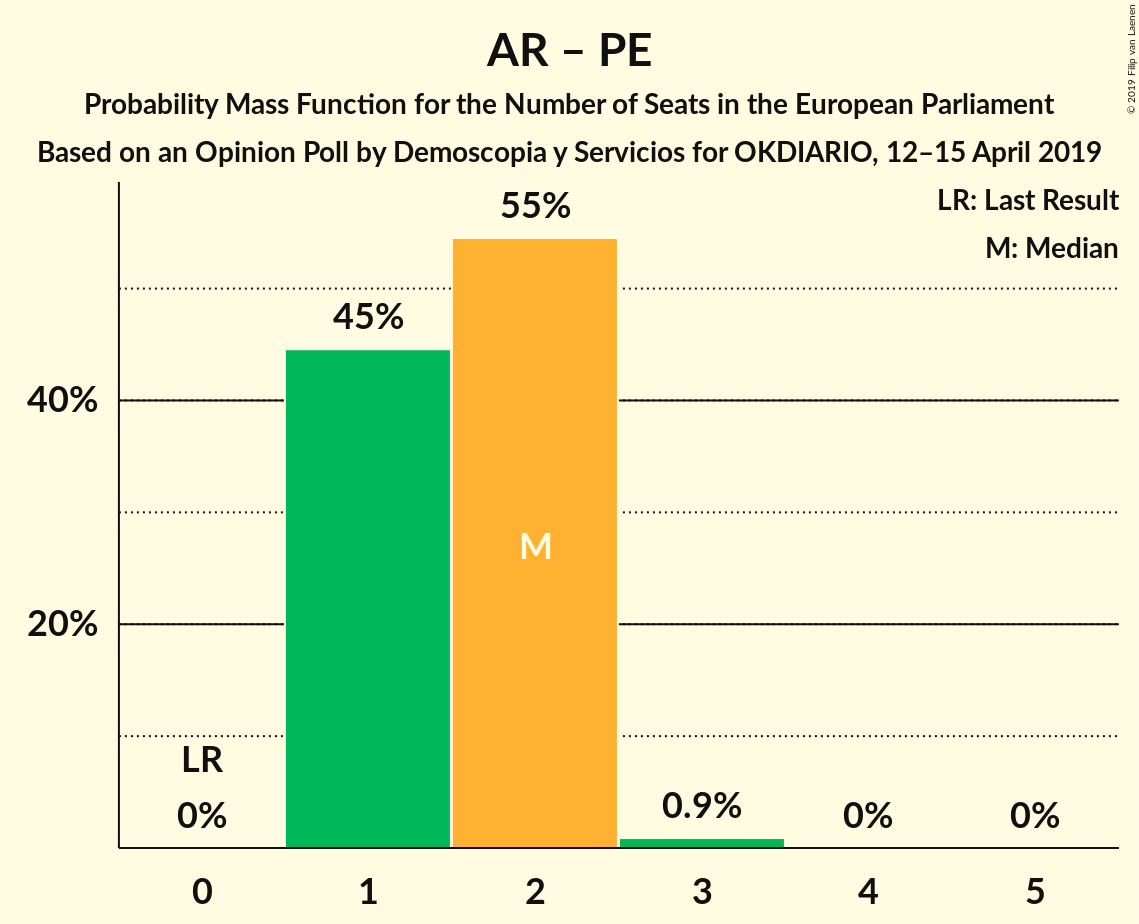 AR – PE
Probability Mass Function for the Number of Seats in the European Parliament
Based on an Opinion Poll by Demoscopia y Servicios for OKDIARIO, 12–15 April 2019
© 2019 Filip van Laenen
LR: Last Result
M: Median
55%
45%
40%
M
20%
LR
0%
0.9%
0%
0%
0 1 2 3 4 5